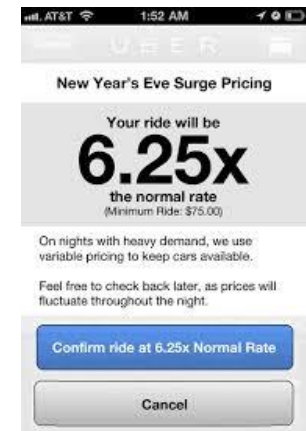 AT&T 1:52 AM
UBER
New Year's Eve Surge Pricing
Your ride will be
6.25x
the normal rate
(Minimum Ride: $75.00)
On nights with heavy demand, we use
variable pricing to keep cars available.
Feel free to check back later, as prices will
fluctuate throughout the night.
Confirm ride at 6.25x Normal Rate
Cancel